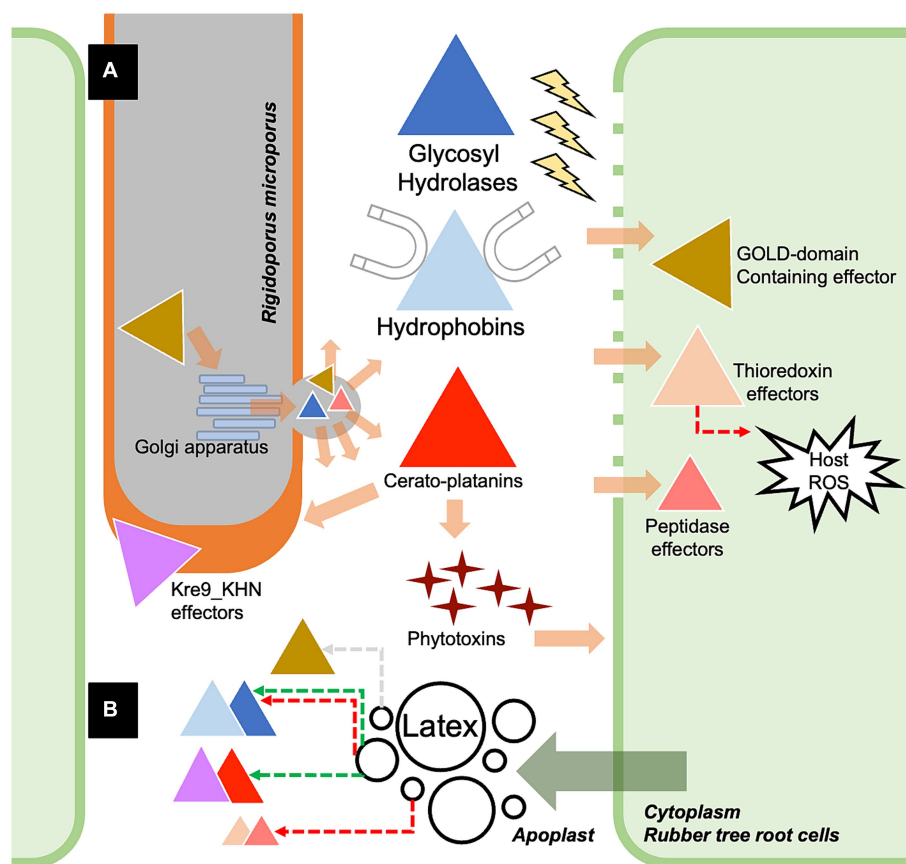 A
Rigidoporus microporus
Glycosyl
Hydrolases
Hydrophobins
GOLD-domain
Containing effector
Thioredoxin
effectors
Golgi apparatus
Cerato-platanins
Host
ROS
Peptidase
effectors
Kre9_KHN
effectors
Phytotoxins
B
Latex
Apoplast
Cytoplasm
Rubber tree root cells